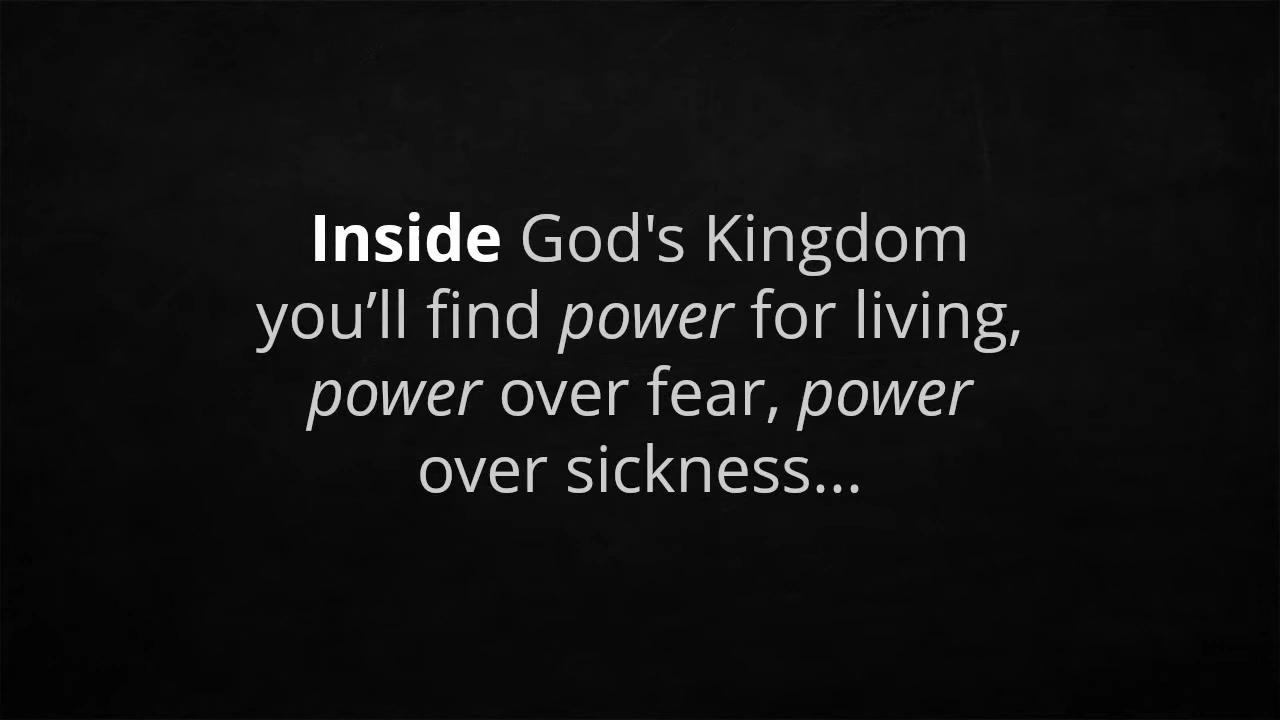 Inside God's Kingdom
you’ll find power for living,
power over fear, power
over sickness...